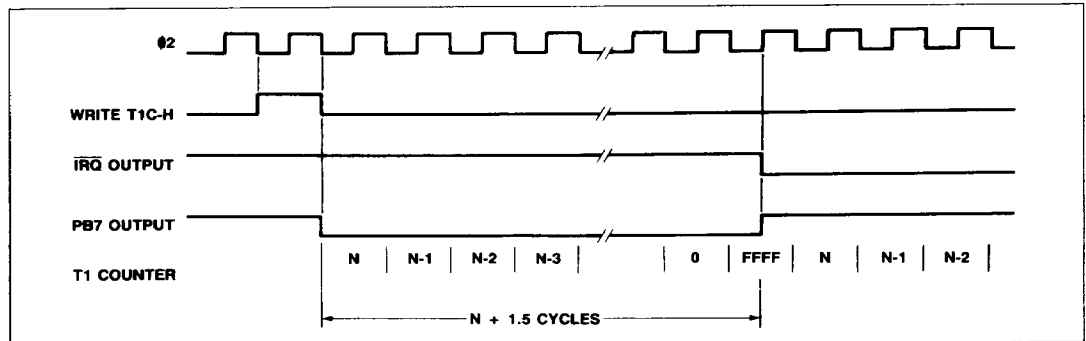 ϕ2
WRITE T1C-H
IRQ OUTPUT
PB7 OUTPUT
T1 COUNTER
N N-1 N-2 N-3 0 FFFF N N-1 N-2
N + 1.5 CYCLES